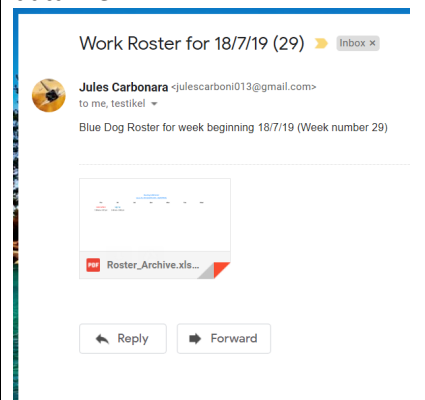 Work Roster for 18/7/19 (29) Inbox ×
Jules Carbonara <julescarboni013@gmail.com>
to me, testikel
Blue Dog Roster for week beginning 18/7/19 (Week number 29)
PDF Roster_Archive.xls...
Reply Forward